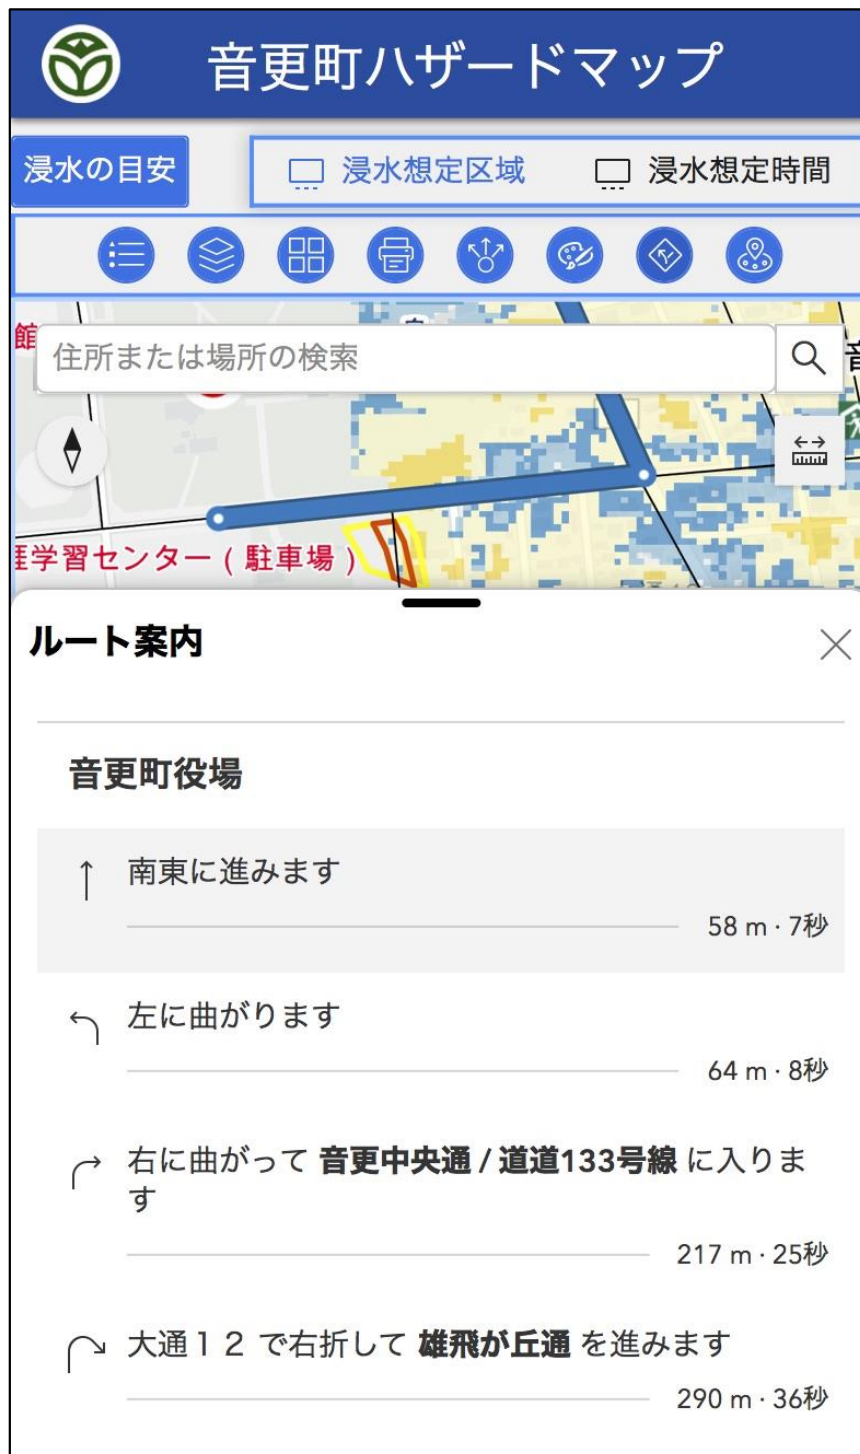 音更町ハザードマップ
浸水の目安
浸水想定区域
浸水想定時間
館
住所または場所の検索
音
涯学習センター ( 駐車場 )
ルート案内
音更町役場
南東に進みます
58 m · 7秒
左に曲がります
64 m · 8秒
右に曲がって 音更中央通 / 道道133号線 に入りま
す
217 m · 25秒
大通１２ で右折して 雄飛が丘通 を進みます
290 m · 36秒